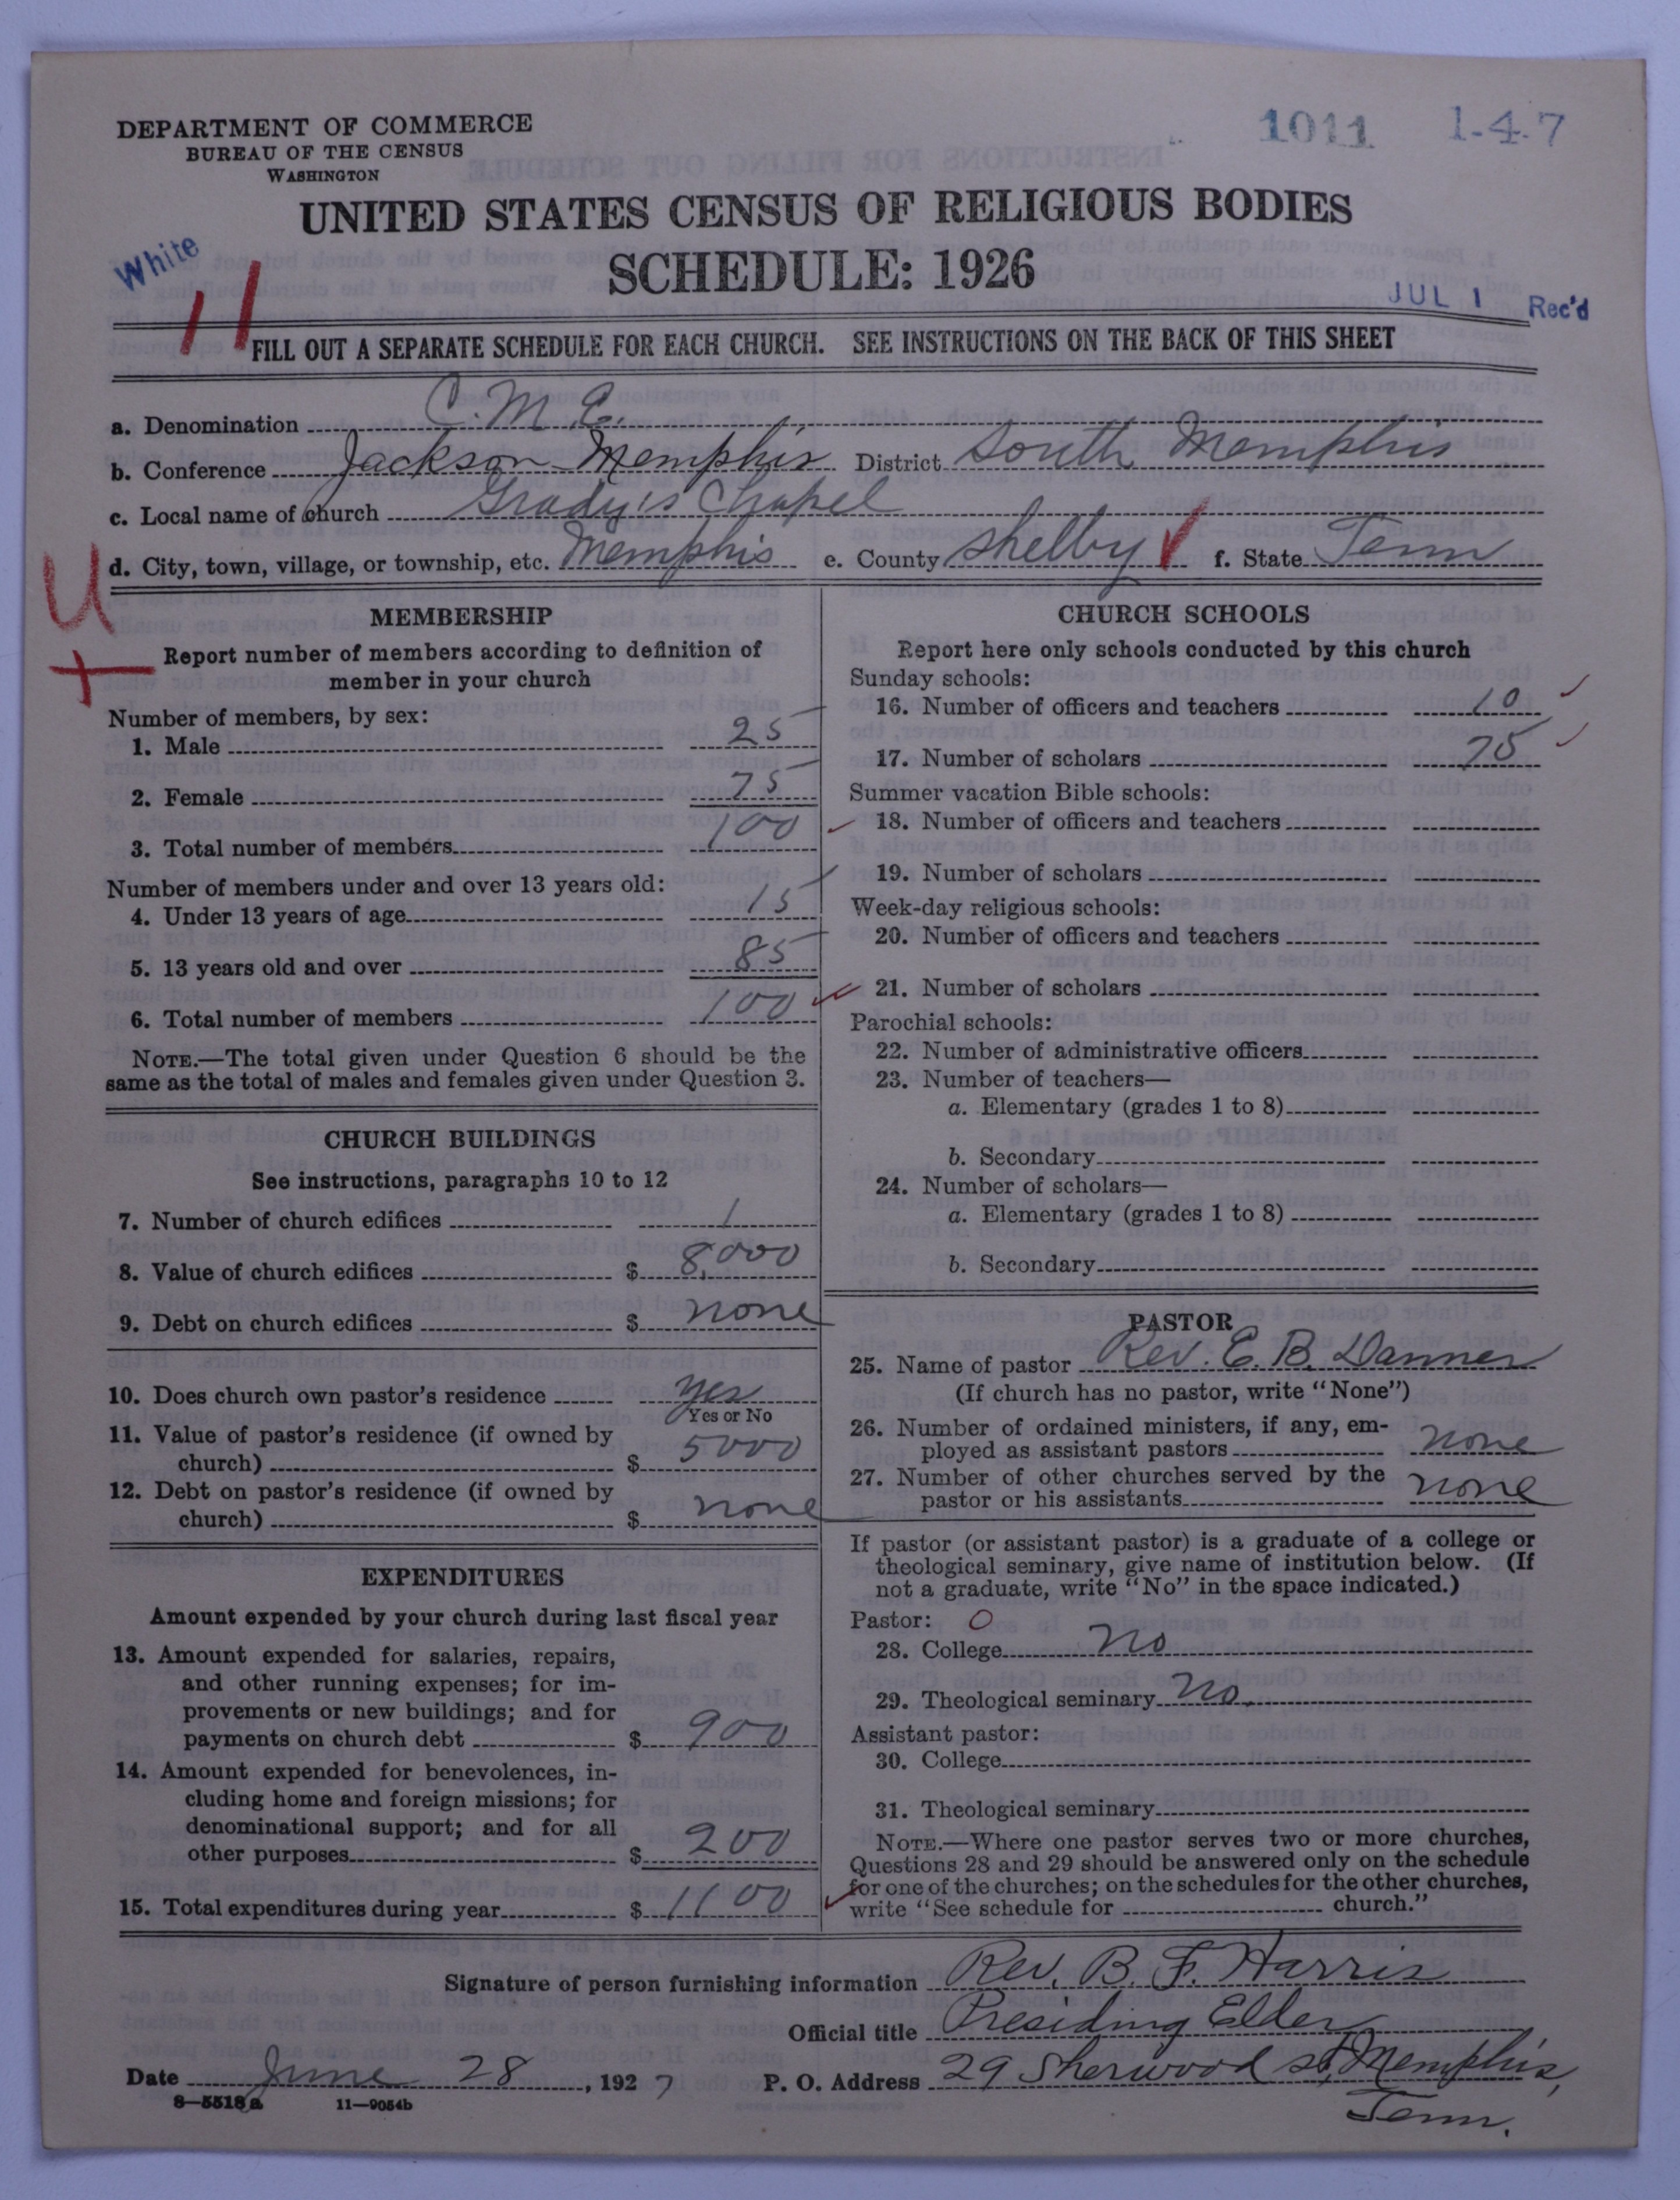 DEPARTMENT OF COMMERCE
BUREAU OF THE CENSUS
WASHINGTON
1011 1-4-7
UNITED STATES CENSUS OF RELIGIOUS BODIES
White
SCHEDULE: 1926
JUL 1 Rec'd
11
FILL OUT A SEPARATE SCHEDULE FOR EACH CHURCH. SEE INSTRUCTIONS ON THE BACK OF THIS SHEET
a. Denomination C.M.E.
b. Conference Jackson Memphis District South Memphis
c. Local name of church Grady's Chapel
d. City, town, village, or township, etc. Memphis e. County Shelby f. State Tenn
U
MEMBERSHIP
Report number of members according to definition of
member in your church
Number of members, by sex:
1. Male 25
2. Female 75
3. Total number of members 100
Number of members under and over 13 years old:
4. Under 13 years of age 15
5. 13 years old and over 85
6. Total number of members 100
NOTE.—The total given under Question 6 should be the
same as the total of males and females given under Question 3.
CHURCH BUILDINGS
See instructions, paragraphs 10 to 12
7. Number of church edifices 1
8. Value of church edifices $ 8,000
9. Debt on church edifices $ none
10. Does church own pastor's residence yes
Yes or No
11. Value of pastor's residence (if owned by
church) $ 5000
12. Debt on pastor's residence (if owned by
church) $ none
EXPENDITURES
Amount expended by your church during last fiscal year
13. Amount expended for salaries, repairs,
and other running expenses; for im-
provements or new buildings; and for
payments on church debt $ 900
14. Amount expended for benevolences, in-
cluding home and foreign missions; for
denominational support; and for all
other purposes $ 200
15. Total expenditures during year $ 1100
CHURCH SCHOOLS
Report here only schools conducted by this church
Sunday schools:
16. Number of officers and teachers 10
17. Number of scholars 75
Summer vacation Bible schools:
18. Number of officers and teachers
19. Number of scholars
Week-day religious schools:
20. Number of officers and teachers
21. Number of scholars
Parochial schools:
22. Number of administrative officers
23. Number of teachers—
a. Elementary (grades 1 to 8)
b. Secondary
24. Number of scholars—
a. Elementary (grades 1 to 8)
b. Secondary
PASTOR
25. Name of pastor Rev. E. B. Danner
(If church has no pastor, write "None")
26. Number of ordained ministers, if any, em-
ployed as assistant pastors none
27. Number of other churches served by the
pastor or his assistants none
If pastor (or assistant pastor) is a graduate of a college or
theological seminary, give name of institution below. (If
not a graduate, write "No" in the space indicated.)
Pastor: O
28. College No
29. Theological seminary No.
Assistant pastor:
30. College
31. Theological seminary
NOTE.—Where one pastor serves two or more churches,
Questions 28 and 29 should be answered only on the schedule
for one of the churches; on the schedules for the other churches,
write "See schedule for church."
Signature of person furnishing information Rev. B. F. Harris
Official title Presiding Elder
Date June 28, 1927 P. O. Address 29 Sherwood st, Memphis,
Tenn.
8—5518a 11—9054b